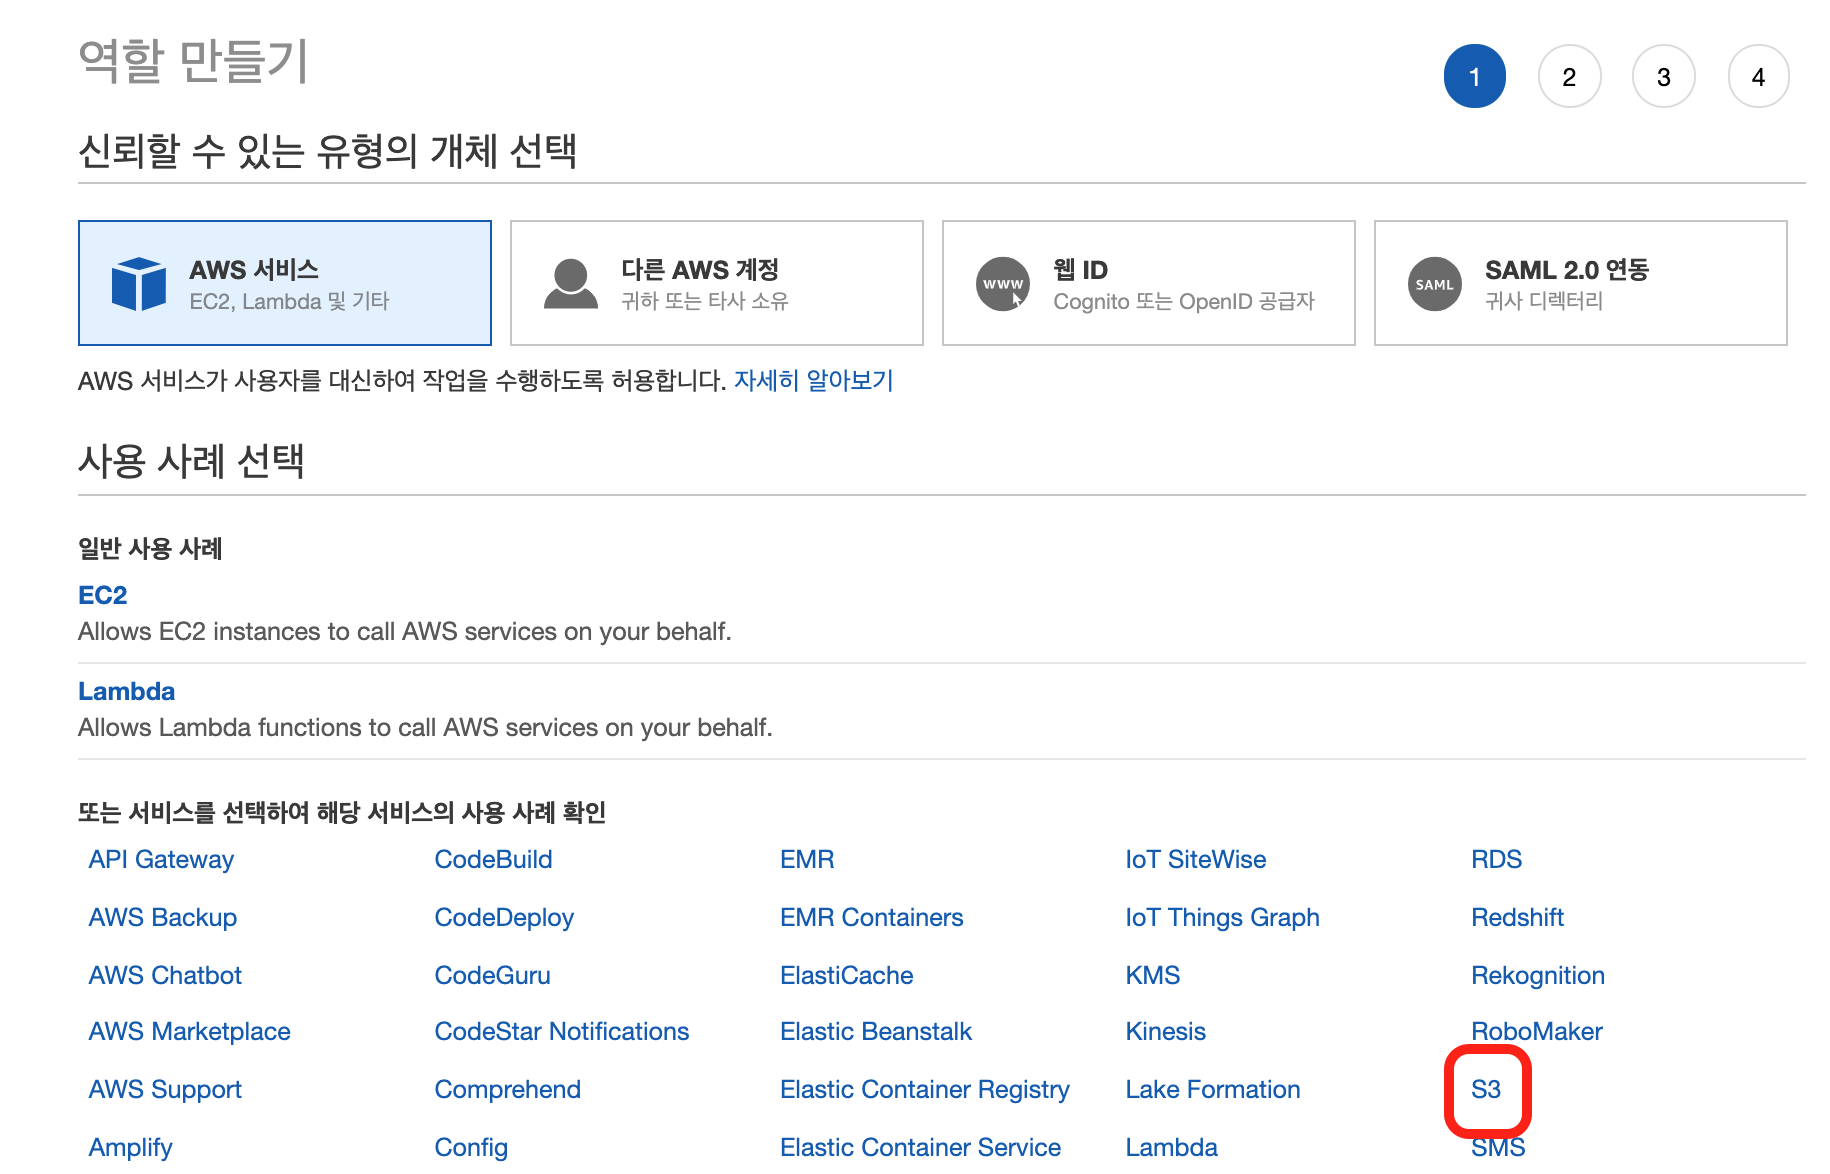 역할 만들기
1 2 3 4
신뢰할 수 있는 유형의 개체 선택
AWS 서비스
EC2, Lambda 및 기타
다른 AWS 계정
귀하 또는 타사 소유
WWW
웹 ID
Cognito 또는 OpenID 공급자
SAML
SAML 2.0 연동
귀사 디렉터리
AWS 서비스가 사용자를 대신하여 작업을 수행하도록 허용합니다. 자세히 알아보기
사용 사례 선택
일반 사용 사례
EC2
Allows EC2 instances to call AWS services on your behalf.
Lambda
Allows Lambda functions to call AWS services on your behalf.
또는 서비스를 선택하여 해당 서비스의 사용 사례 확인
API Gateway CodeBuild EMR IoT SiteWise RDS
AWS Backup CodeDeploy EMR Containers IoT Things Graph Redshift
AWS Chatbot CodeGuru ElastiCache KMS Rekognition
AWS Marketplace CodeStar Notifications Elastic Beanstalk Kinesis RoboMaker
AWS Support Comprehend Elastic Container Registry Lake Formation S3
Amplify Config Elastic Container Service Lambda SMS